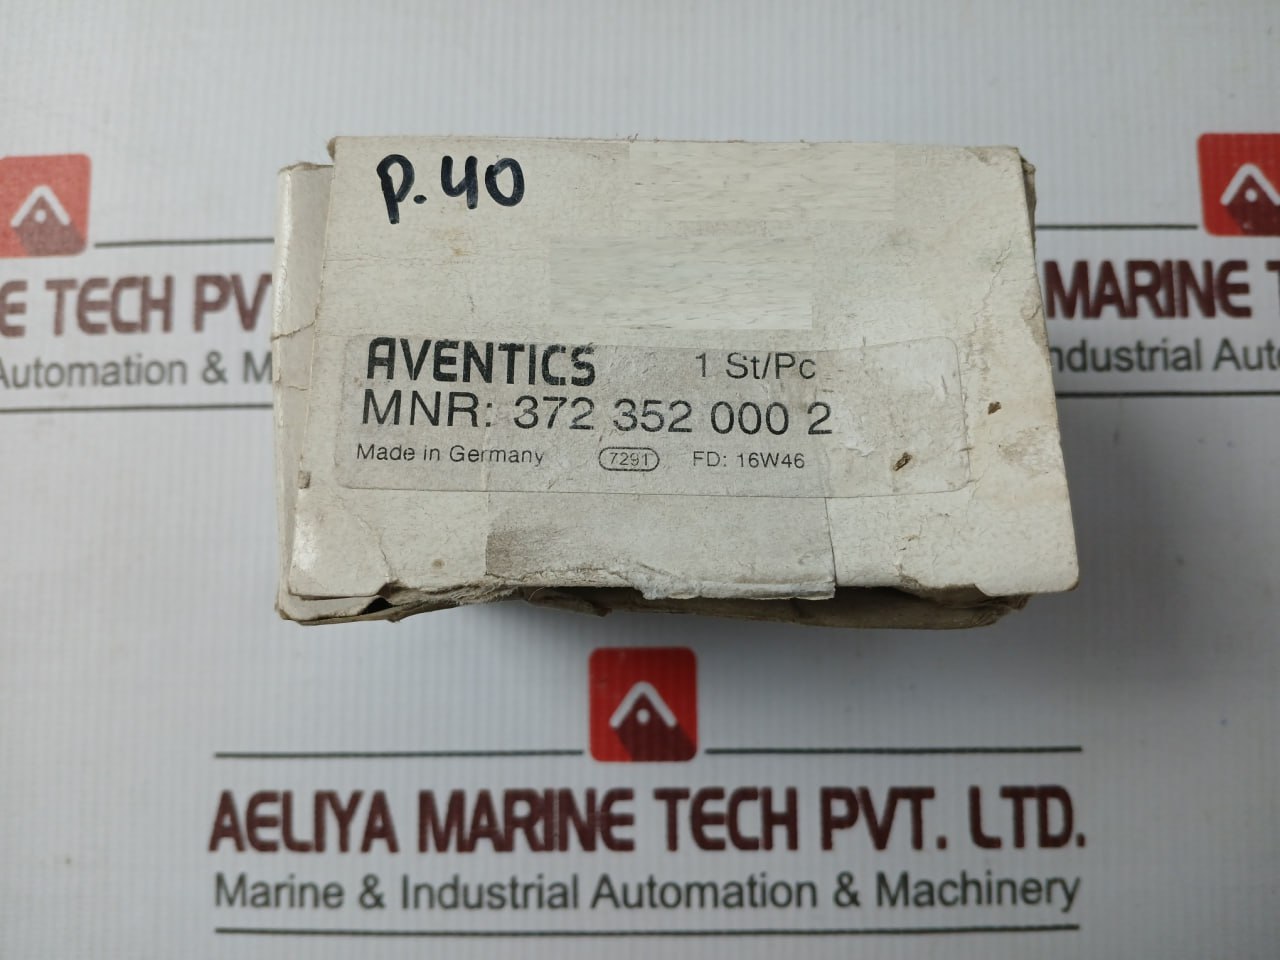 P.40
AVENTICS 1 St/Pc
MNR: 372 352 000 2
Made in Germany 7291 FD: 16W46
E TECH PV
Automation & M
MARINE T
ndustrial Auto
AELIYA MARINE TECH PVT. LTD.
Marine & Industrial Automation & Machinery